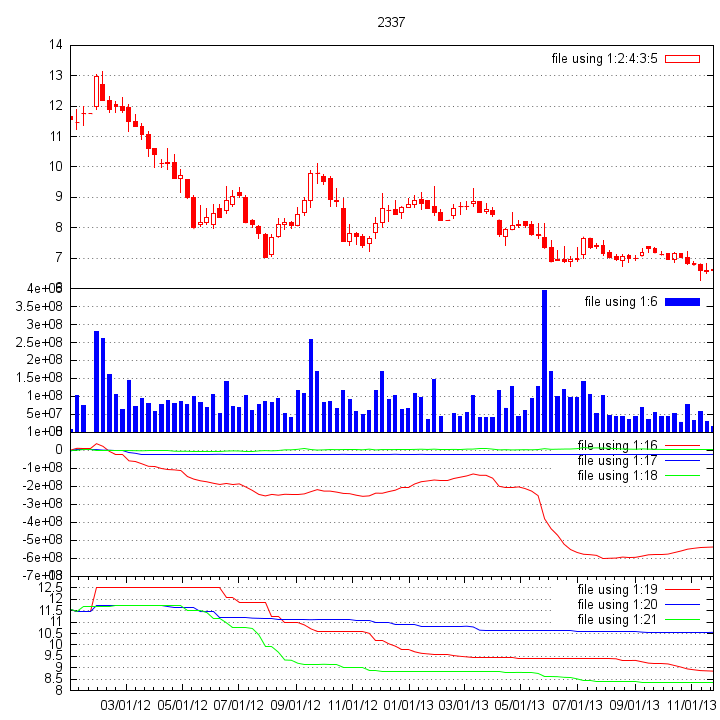 2337
14
file using 1:2:4:3:5
13
12
11
10
9
8
7
4e+08
file using 1:6
3.5e+08
3e+08
2.5e+08
2e+08
1.5e+08
1e+08
5e+07
1e+08
file using 1:16
0
file using 1:17
-1e+08
file using 1:18
-2e+08
-3e+08
-4e+08
-5e+08
-6e+08
-7e+08
12.5
file using 1:19
12
file using 1:20
11.5
file using 1:21
11
10.5
10
9.5
9
8.5
8
03/01/12 05/01/12 07/01/12 09/01/12 11/01/12 01/01/13 03/01/13 05/01/13 07/01/13 09/01/13 11/01/13